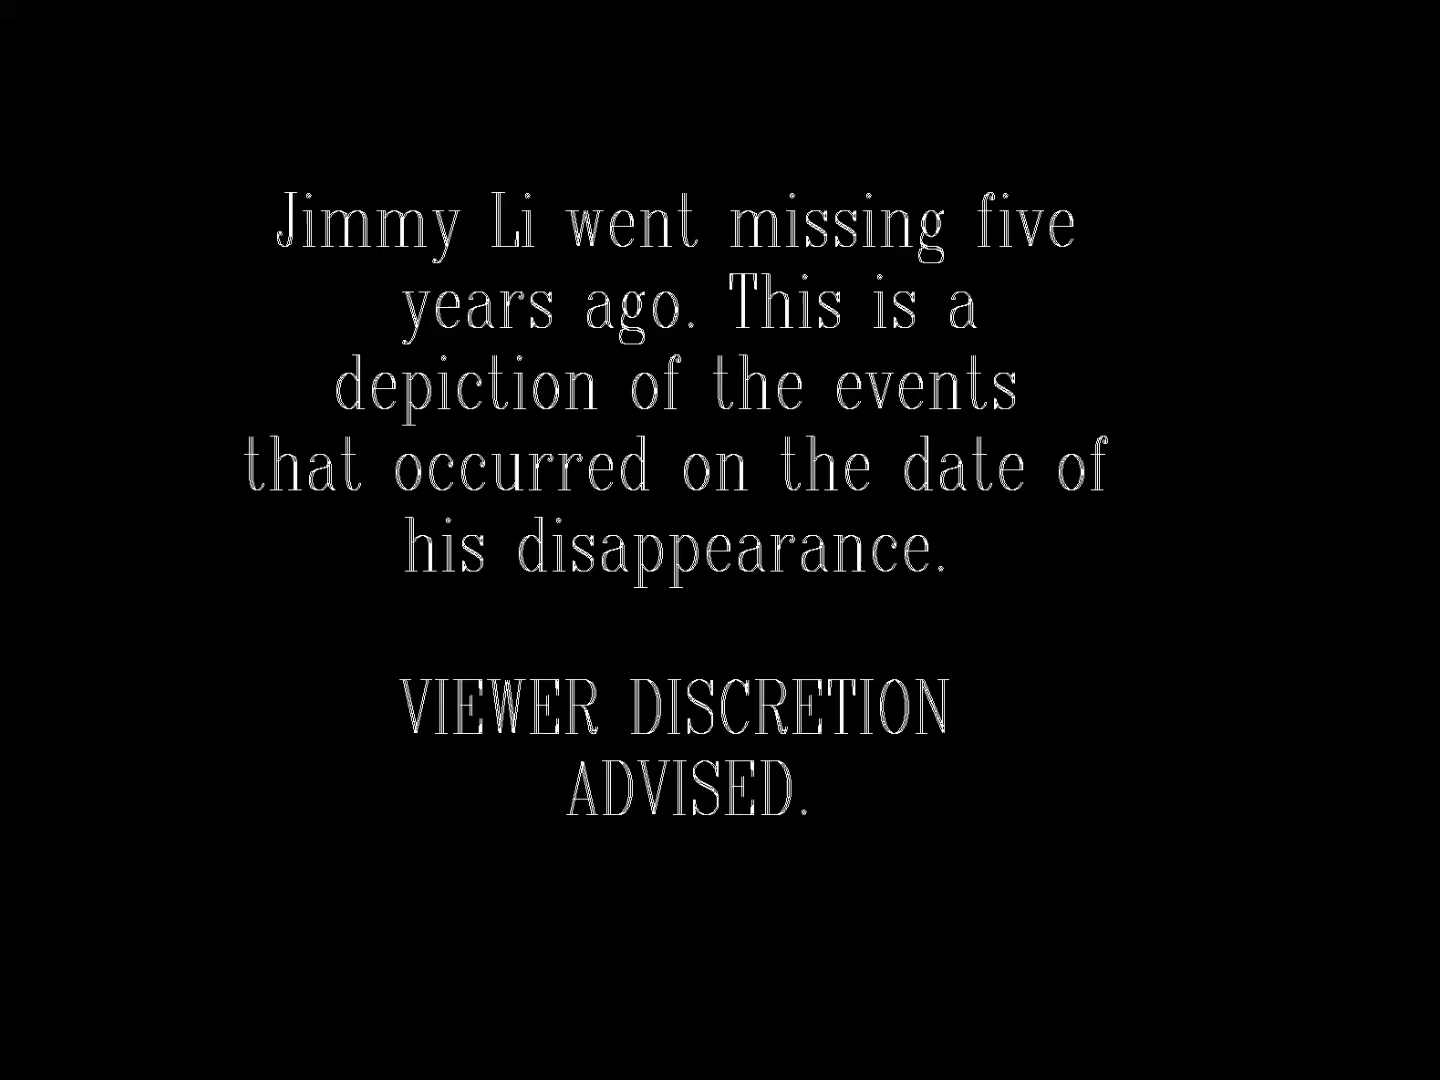 Jimmy Li went missing five
years ago. This is a
depiction of the events
that occurred on the date of
his disappearance.
VIEWER DISCRETION
ADVISED.